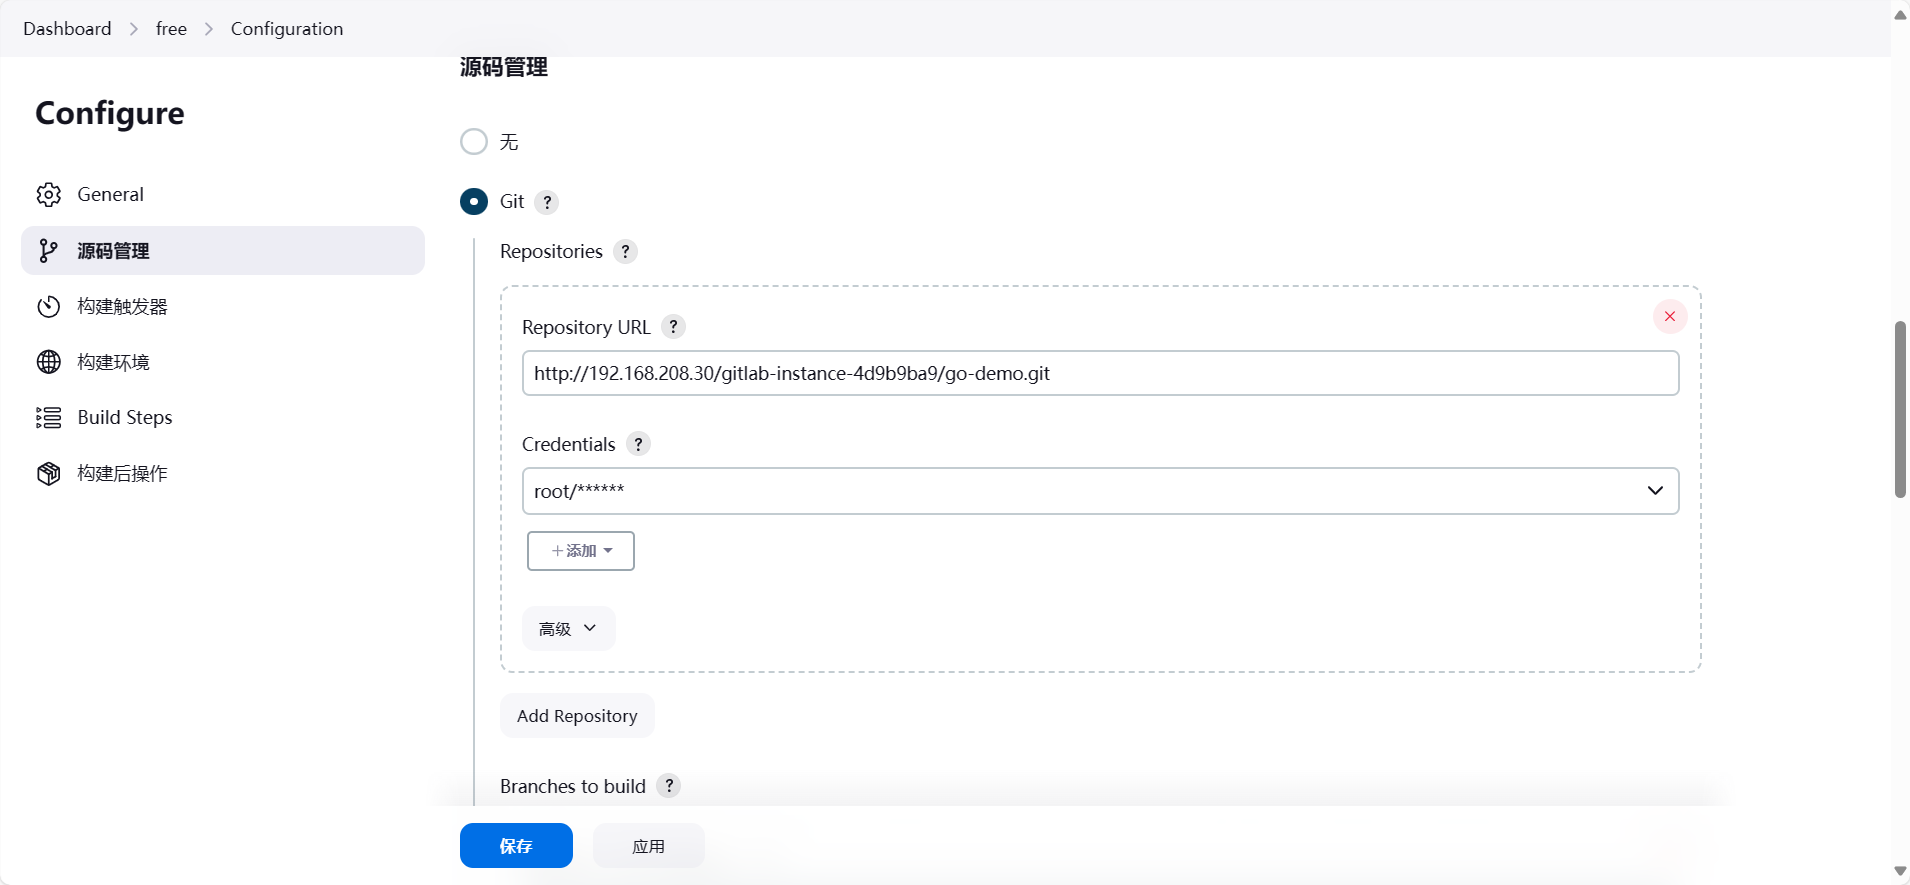 Dashboard > free > Configuration
Configure
General
源码管理
构建触发器
构建环境
Build Steps
构建后操作
源码管理
无
Git ?
Repositories ?
Repository URL ?
http://192.168.208.30/gitlab-instance-4d9b9ba9/go-demo.git
Credentials ?
root/******
+添加
高级
Add Repository
Branches to build ?
保存
应用